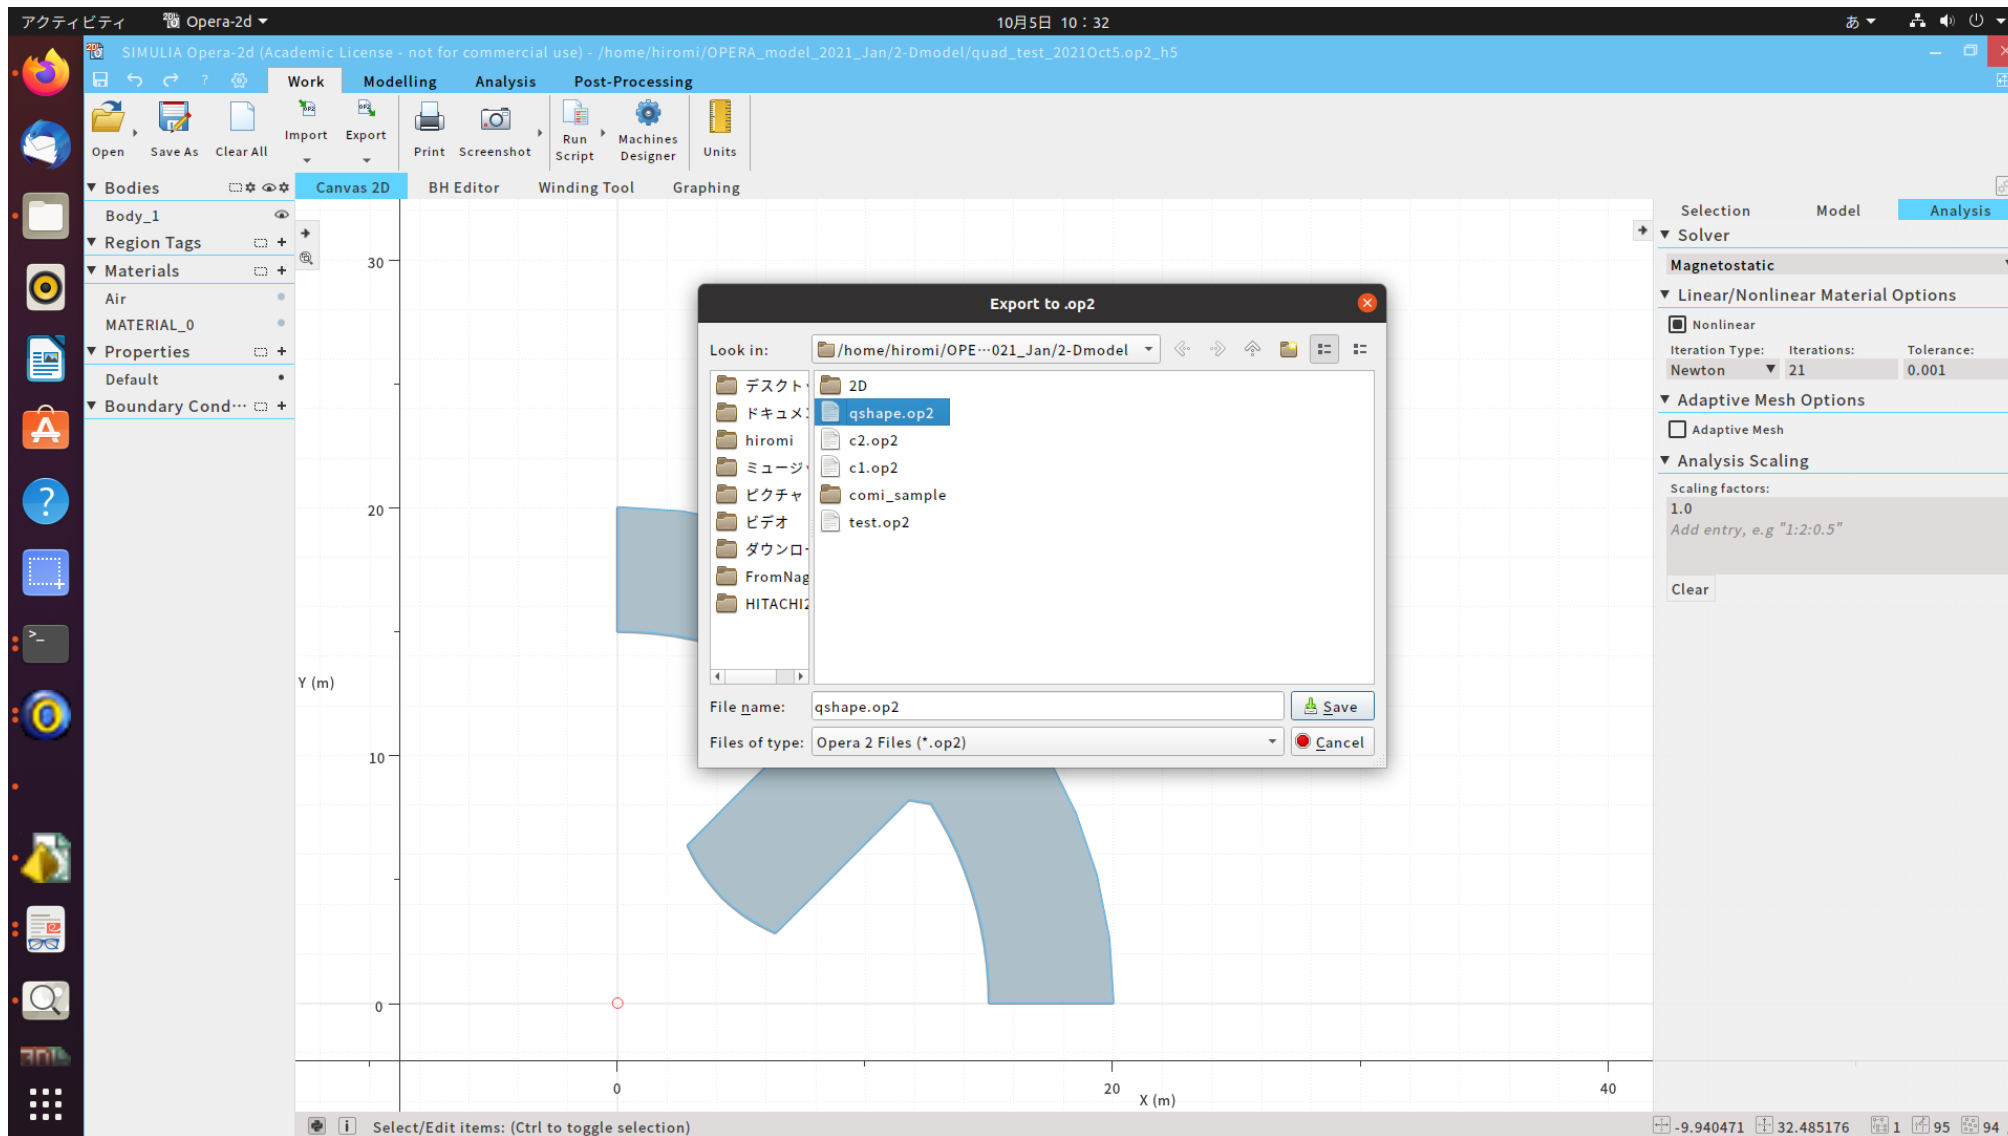 アクティビティ Opera-2d 10月5日 10：32 あ
SIMULIA Opera-2d (Academic License - not for commercial use) - /home/hiromi/OPERA_model_2021_Jan/2-Dmodel/quad_test_2021Oct5.op2_h5
Work Modelling Analysis Post-Processing
Open Save As Clear All Import Export Print Screenshot Run Script Machines Designer Units
Bodies
Body_1
Region Tags
Materials
Air
MATERIAL_0
Properties
Default
Boundary Cond⋯
Canvas 2D BH Editor Winding Tool Graphing
30
20
Y (m)
10
0
0 20 40
X (m)
Export to .op2
Look in: /home/hiromi/OPE⋯021_Jan/2-Dmodel
デスクト
ドキュメ
hiromi
ミュージ
ピクチャ
ビデオ
ダウンロ
FromNag
HITACHI2
2D
qshape.op2
c2.op2
c1.op2
comi_sample
test.op2
File name: qshape.op2 Save
Files of type: Opera 2 Files (*.op2) Cancel
Selection Model Analysis
Solver
Magnetostatic
Linear/Nonlinear Material Options
Nonlinear
Iteration Type: Iterations: Tolerance:
Newton 21 0.001
Adaptive Mesh Options
Adaptive Mesh
Analysis Scaling
Scaling factors:
1.0
Add entry, e.g "1:2:0.5"
Clear
Select/Edit items: (Ctrl to toggle selection) -9.940471 32.485176 1 95 94